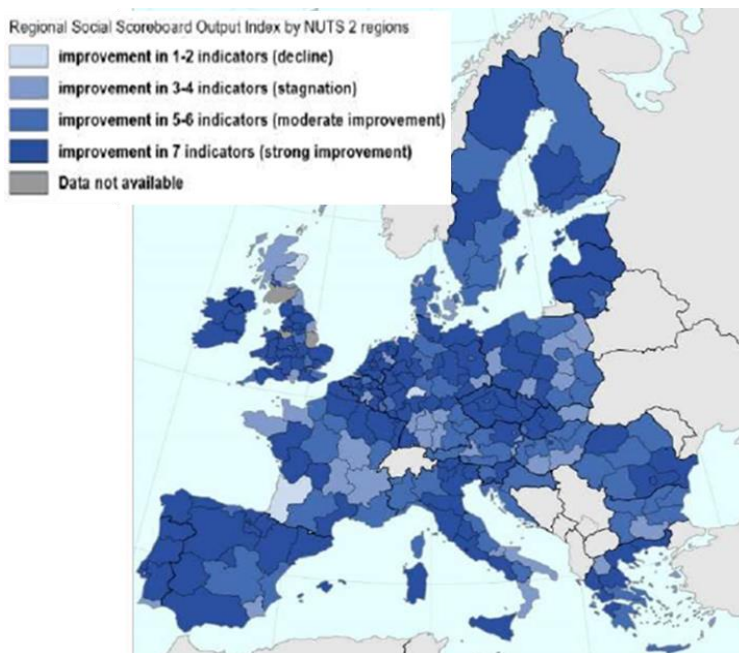 Regional Social Scoreboard Output Index by NUTS 2 regions
improvement in 1-2 indicators (decline)
improvement in 3-4 indicators (stagnation)
improvement in 5-6 indicators (moderate improvement)
improvement in 7 indicators (strong improvement)
Data not available